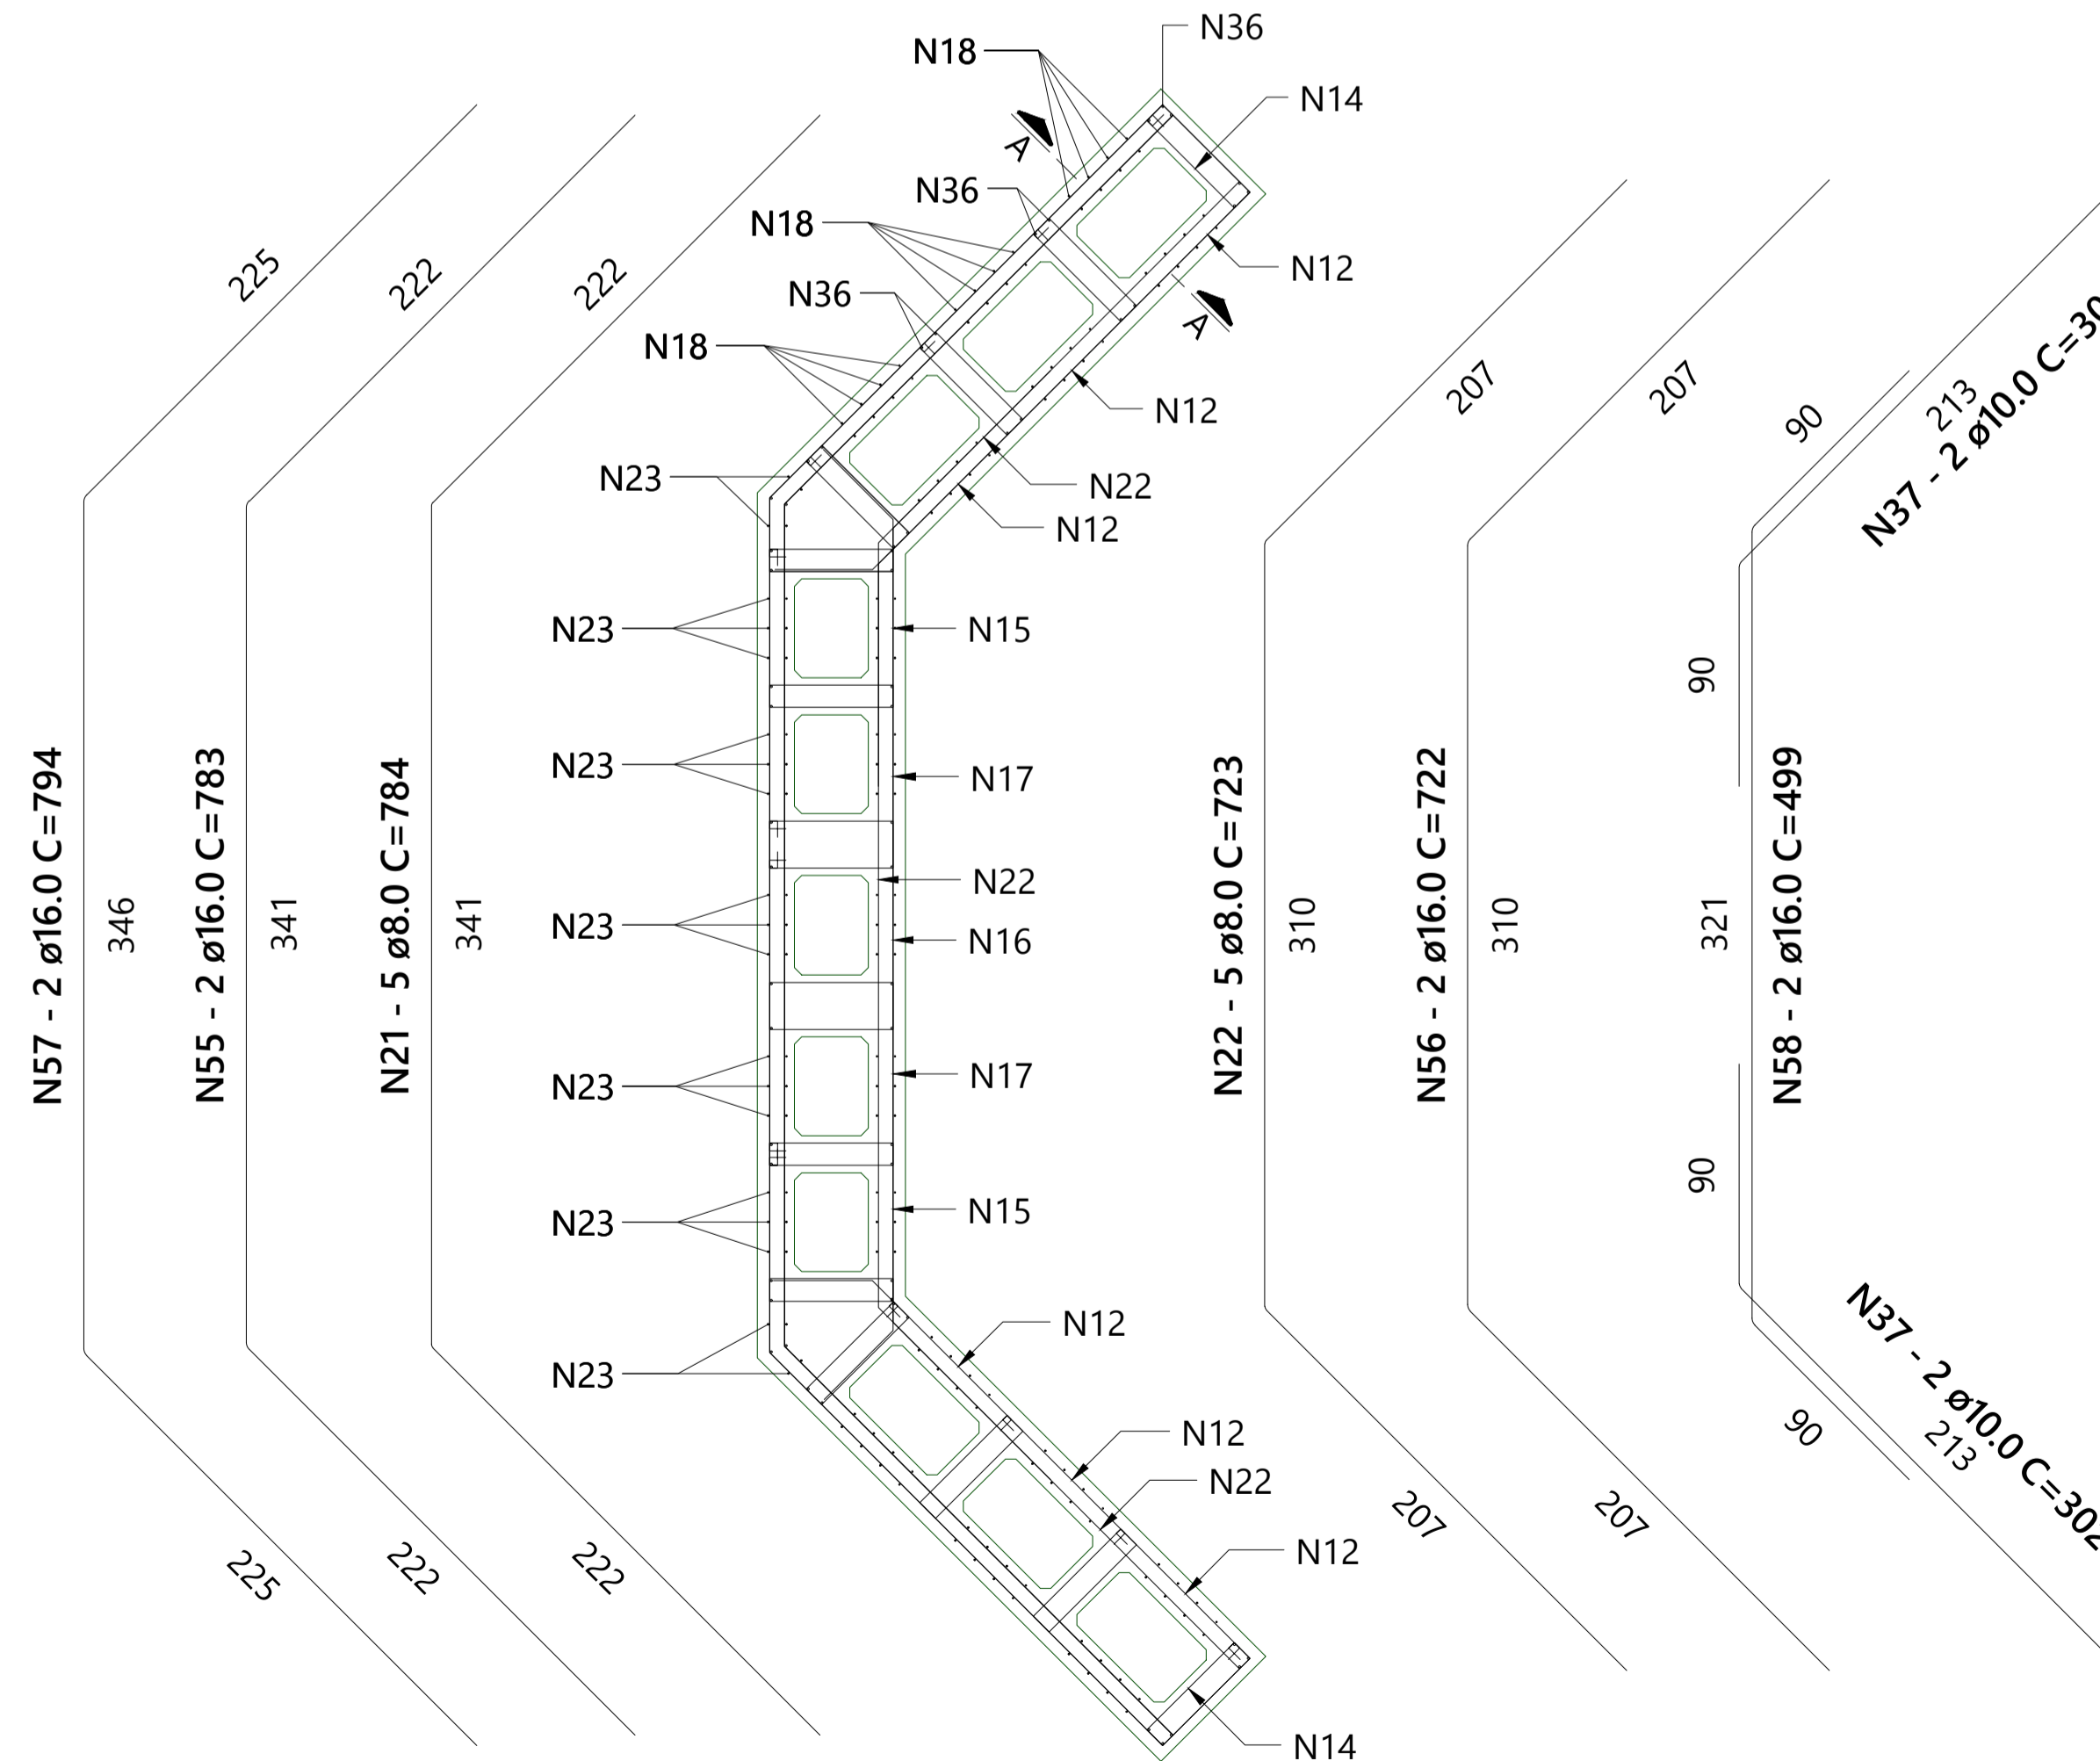 N36
N18
N14
A
N36
N18
N12
225
222
222
N36
A
N18
207
207
90
213
N37 - 2 ø10.0 C=30
N12
N23
N22
N12
N23
N15
90
N23
N17
N57 - 2 ø16.0 C=794
346
N55 - 2 ø16.0 C=783
341
N21 - 5 ø8.0 C=784
341
N22
N23
N16
N22 - 5 ø8.0 C=723
310
N56 - 2 ø16.0 C=722
310
321
N58 - 2 ø16.0 C=499
N23
N17
90
N23
N15
N12
N23
N12
N22
N12
90
213
N37 - 2 ø10.0 C=302
207
207
225
222
222
N14